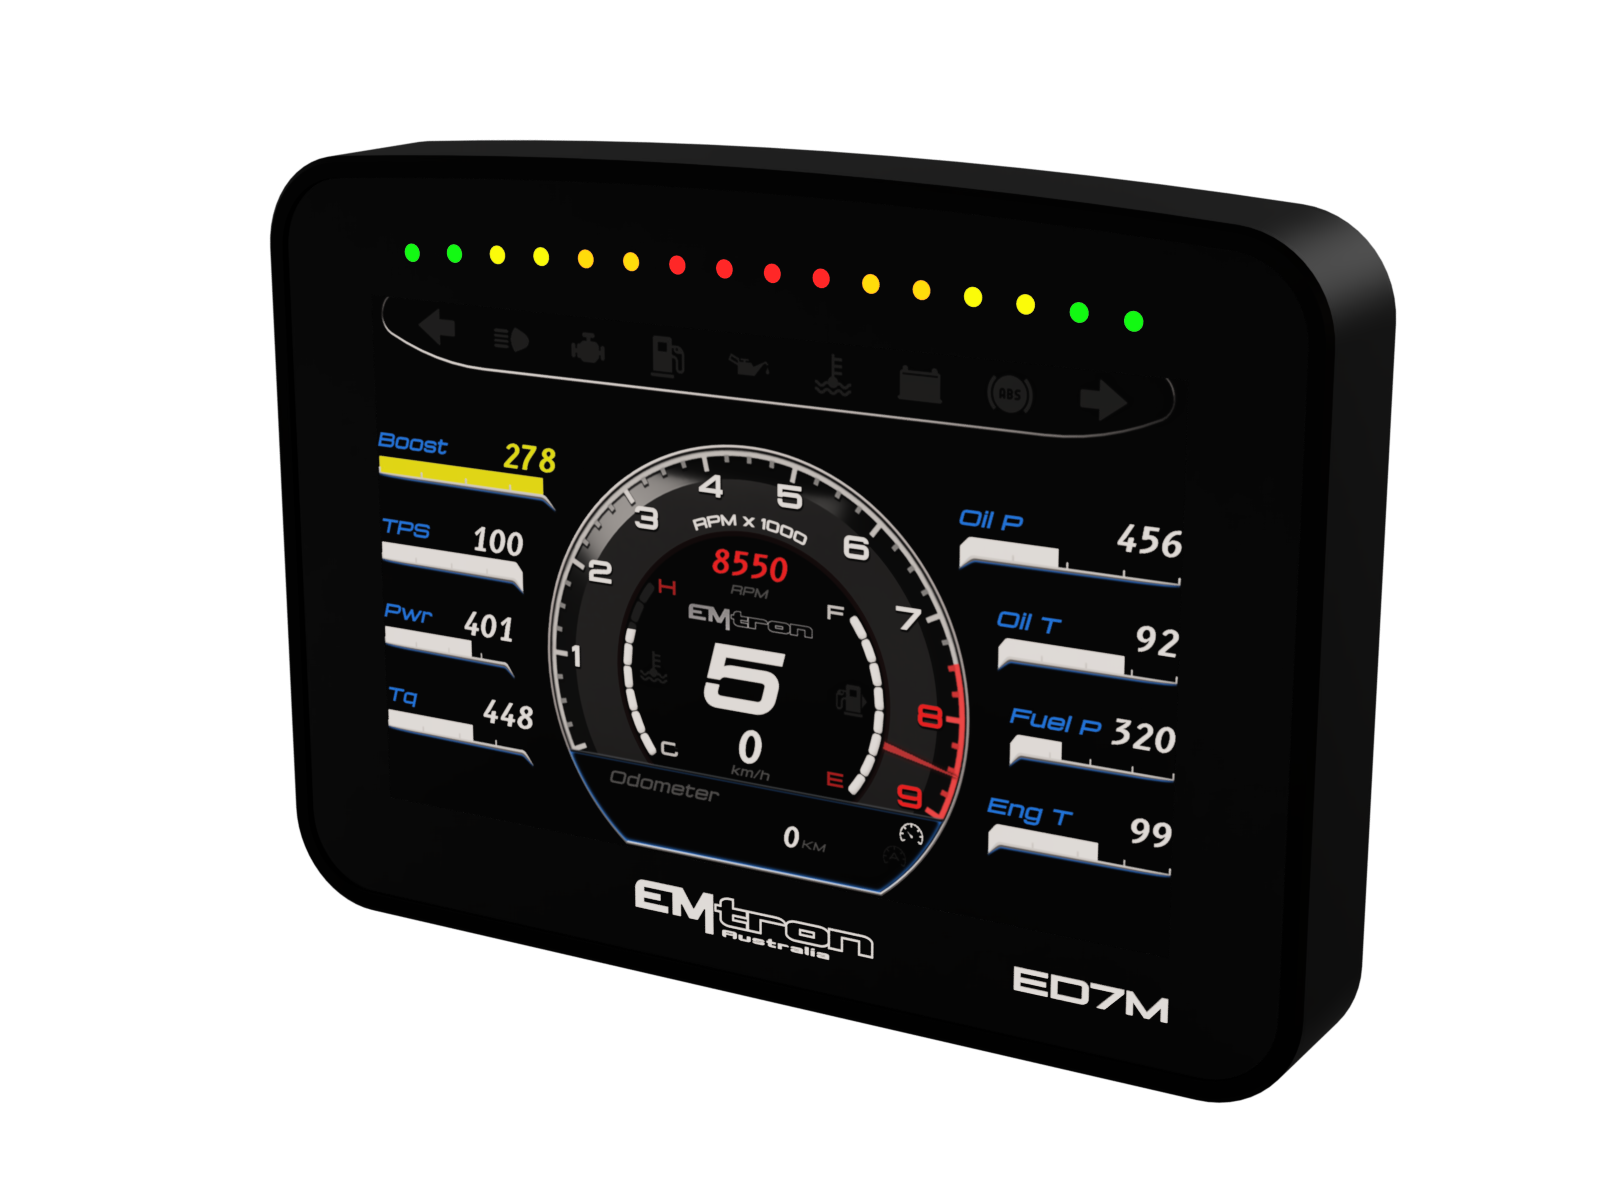 ABS
Boost 278
TPS 100
Pwr 401
Tq 448
1
2
3
4
5
6
7
8
9
RPM X 1000
8550
RPM
EMtron
H
C
F
E
5
0
km/h
Odometer
0 KM
Oil P 456
Oil T 92
Fuel P 320
Eng T 99
EMtron
Australia
ED7M